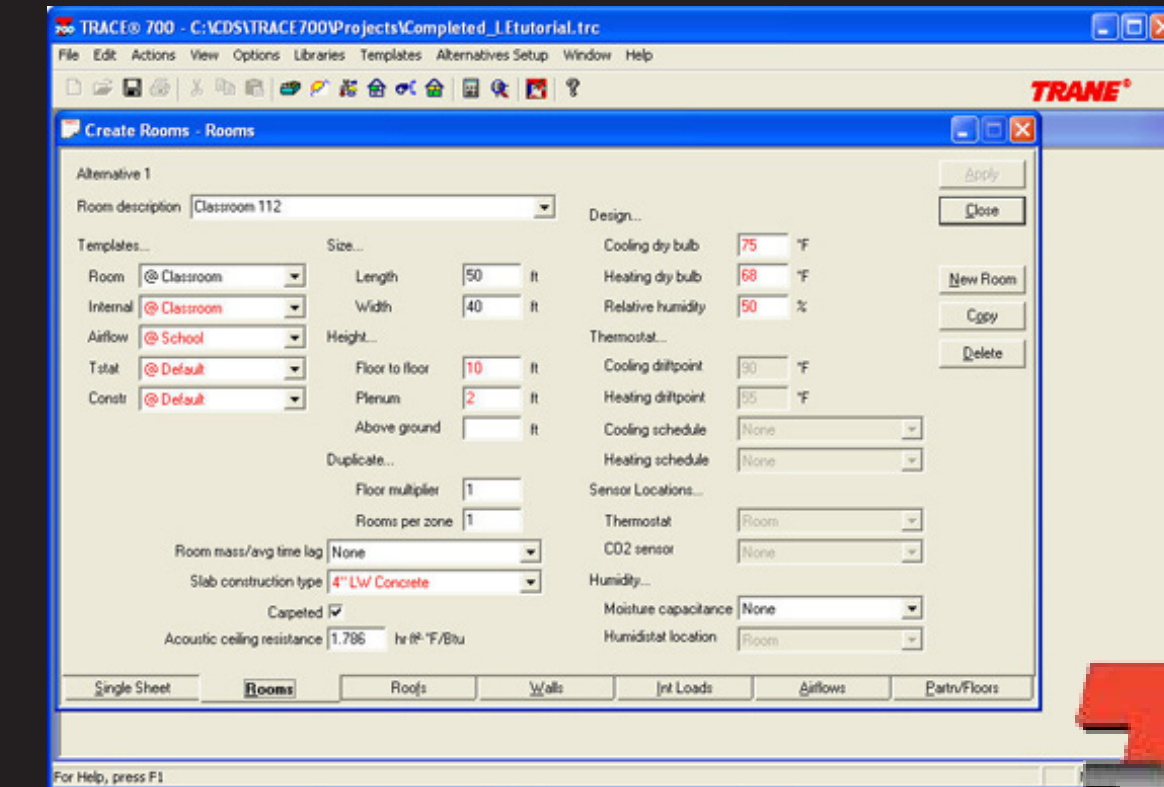 TRACE® 700 - C:\CDS\TRACE700\Projects\Completed_LEtutorial.trc
File Edit Actions View Options Libraries Templates Alternatives Setup Window Help
TRANE®
Create Rooms - Rooms
Alternative 1
Apply
Room description Classroom 112
Close
Design...
Templates... Size... Cooling dry bulb 75 °F
Room @ Classroom Length 50 ft Heating dry bulb 68 °F New Room
Internal @ Classroom Width 40 ft Relative humidity 50 %
Copy
Airflow @ School Height... Thermostat...
Delete
Tstat @ Default Floor to floor 10 ft Cooling driftpoint 90 °F
Constr @ Default Plenum 2 ft Heating driftpoint 55 °F
Above ground ft Cooling schedule None
Duplicate... Heating schedule None
Floor multiplier 1 Sensor Locations...
Rooms per zone 1 Thermostat Room
Room mass/avg time lag None CO2 sensor None
Slab construction type 4" LW Concrete Humidity...
Carpeted Moisture capacitance None
Acoustic ceiling resistance 1.786 hr·ft²·°F/Btu Humidistat location Room
Single Sheet Rooms Roofs Walls Int Loads Airflows Partn/Floors
For Help, press F1